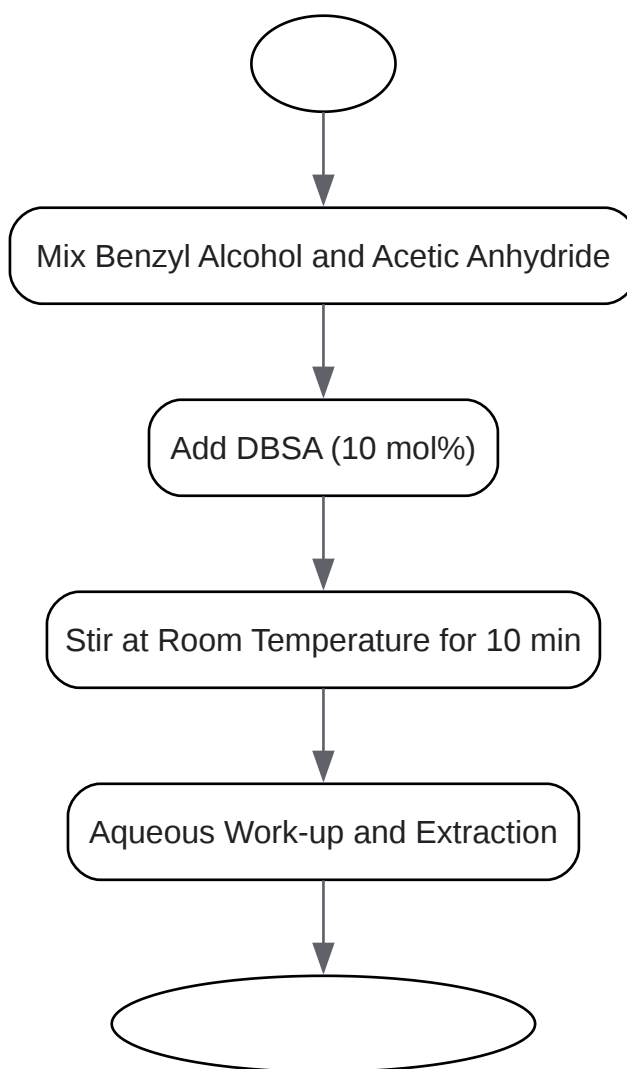 Mix Benzyl Alcohol and Acetic Anhydride
Add DBSA (10 mol%)
Stir at Room Temperature for 10 min
Aqueous Work-up and Extraction